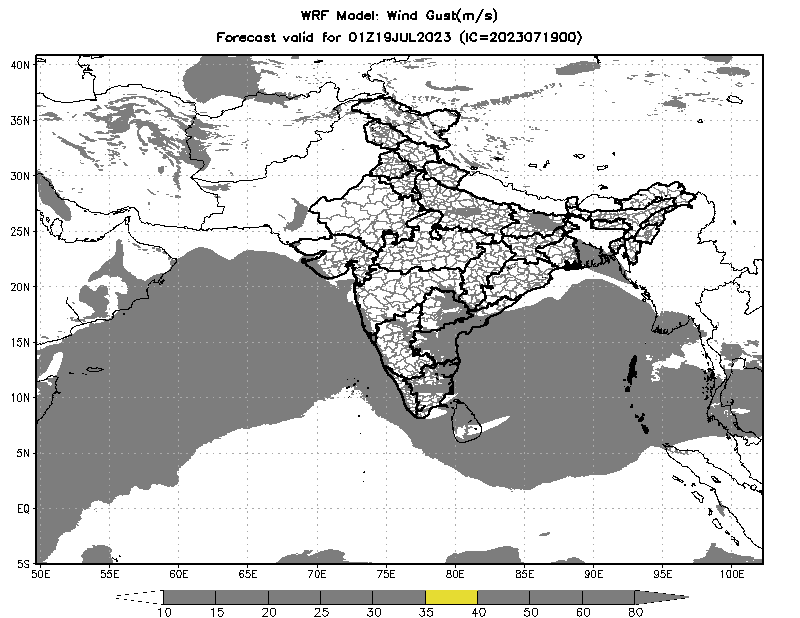 WRF Model: Wind Gust(m/s)
Forecast valid for 01Z19JUL2023 (IC=2023071900)
40N
35N
30N
25N
20N
15N
10N
5N
EQ
5S
50E 55E 60E 65E 70E 75E 80E 85E 90E 95E 100E
10 15 20 25 30 35 40 50 60 80